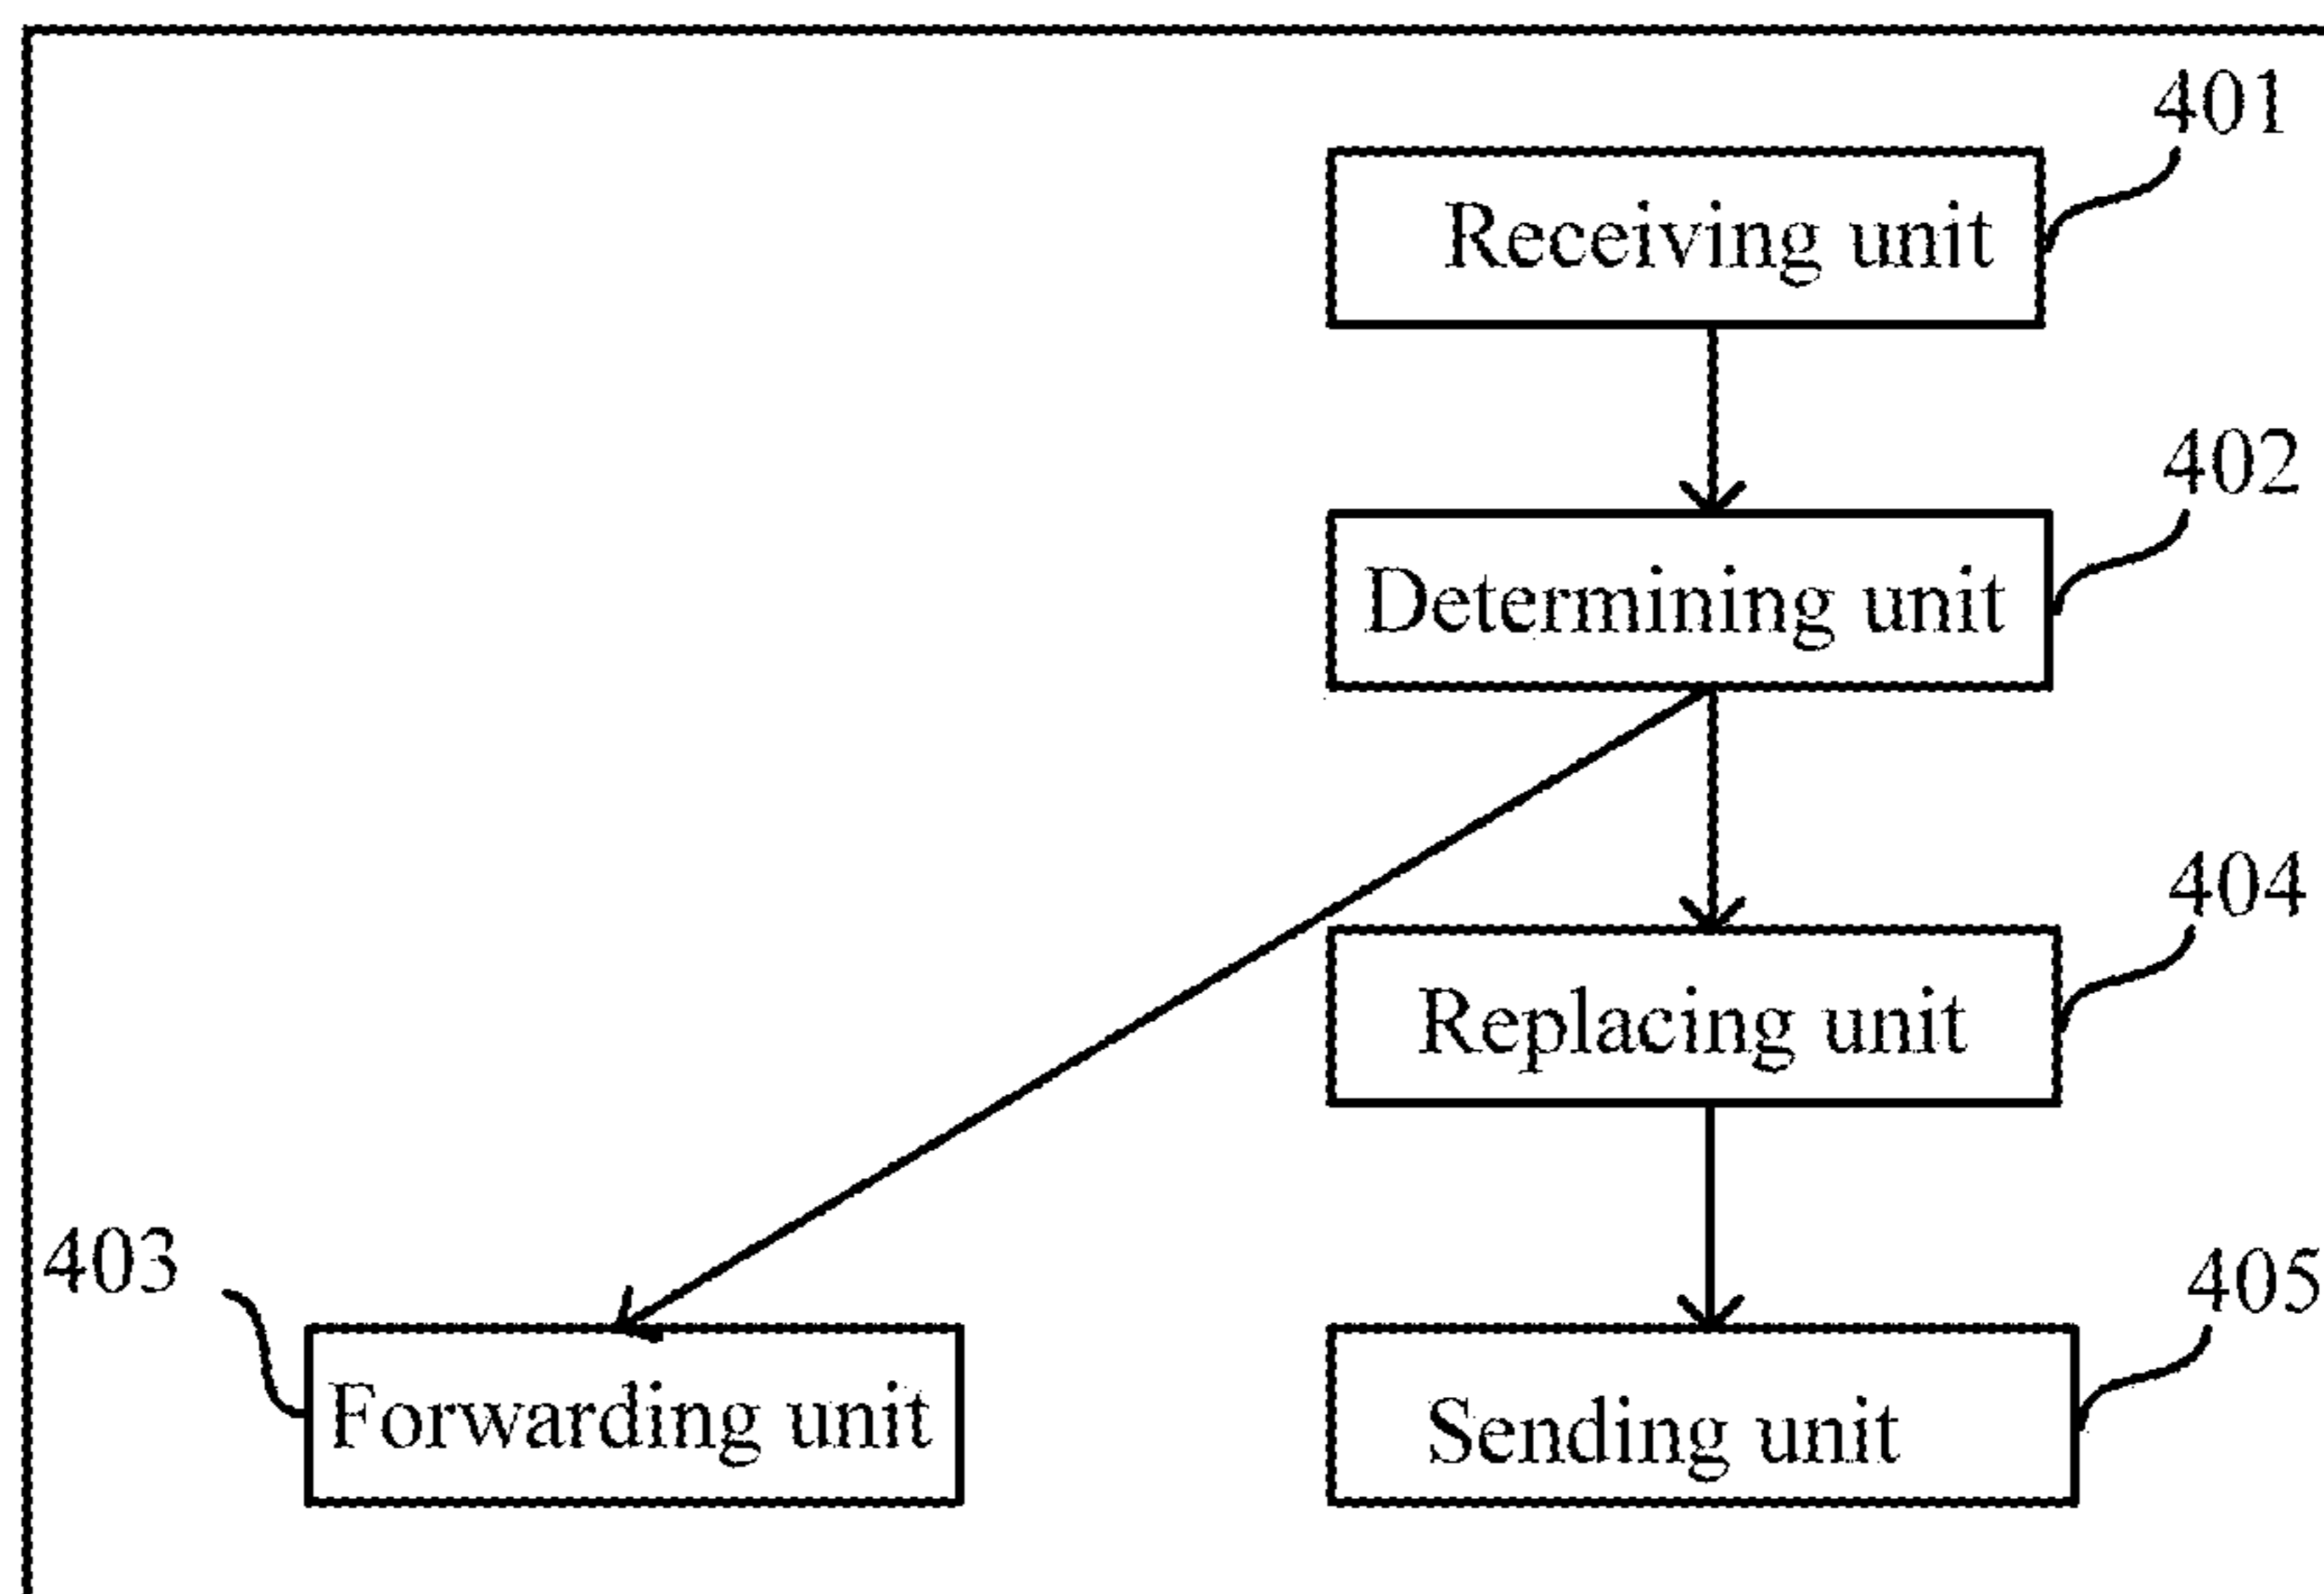 401
Receiving unit
402
Determining unit
404
Replacing unit
403
405
Forwarding unit
Sending unit